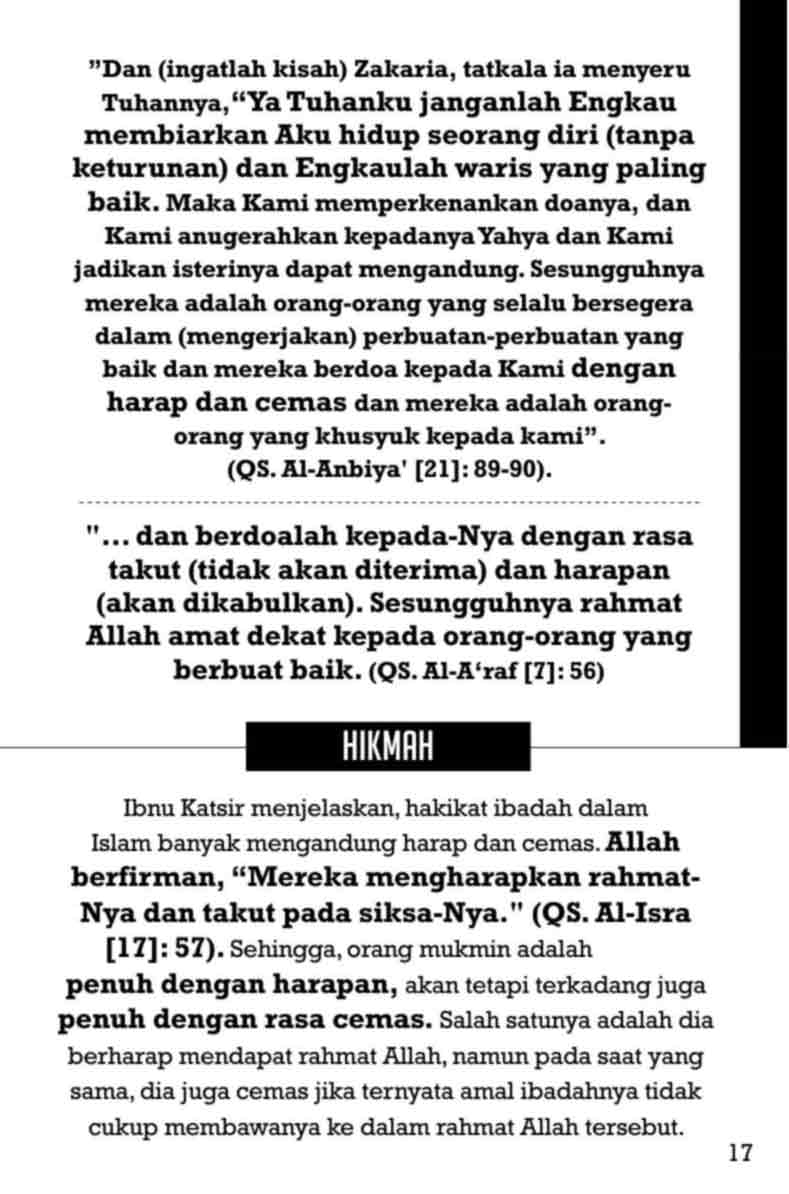 ”Dan (ingatlah kisah) Zakaria, tatkala ia menyeru
Tuhannya,“Ya Tuhanku janganlah Engkau
membiarkan Aku hidup seorang diri (tanpa
keturunan) dan Engkaulah waris yang paling
baik. Maka Kami memperkenankan doanya, dan
Kami anugerahkan kepadanya Yahya dan Kami
jadikan isterinya dapat mengandung. Sesungguhnya
mereka adalah orang-orang yang selalu bersegera
dalam (mengerjakan) perbuatan-perbuatan yang
baik dan mereka berdoa kepada Kami dengan
harap dan cemas dan mereka adalah orang-
orang yang khusyuk kepada kami”.
(QS. Al-Anbiya' [21]: 89-90).
"... dan berdoalah kepada-Nya dengan rasa
takut (tidak akan diterima) dan harapan
(akan dikabulkan). Sesungguhnya rahmat
Allah amat dekat kepada orang-orang yang
berbuat baik. (QS. Al-A‘raf [7]: 56)
HIKMAH
Ibnu Katsir menjelaskan, hakikat ibadah dalam
Islam banyak mengandung harap dan cemas. Allah
berfirman, “Mereka mengharapkan rahmat-
Nya dan takut pada siksa-Nya." (QS. Al-Isra
[17]: 57). Sehingga, orang mukmin adalah
penuh dengan harapan, akan tetapi terkadang juga
penuh dengan rasa cemas. Salah satunya adalah dia
berharap mendapat rahmat Allah, namun pada saat yang
sama, dia juga cemas jika ternyata amal ibadahnya tidak
cukup membawanya ke dalam rahmat Allah tersebut.
17